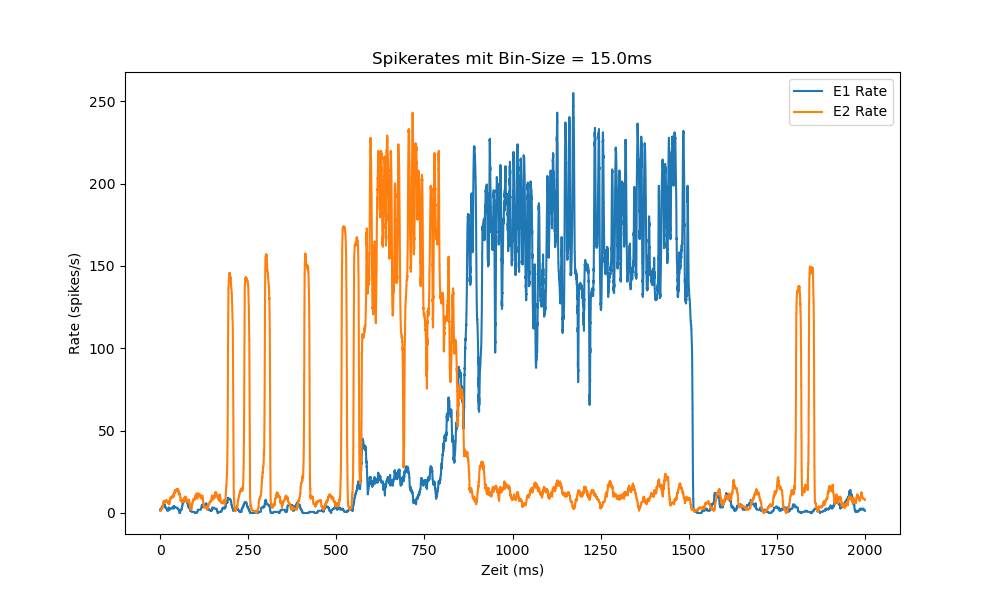 Spikerates mit Bin-Size = 15.0ms
E1 Rate
E2 Rate
250
200
150
100
50
0
Rate (spikes/s)
0 250 500 750 1000 1250 1500 1750 2000
Zeit (ms)